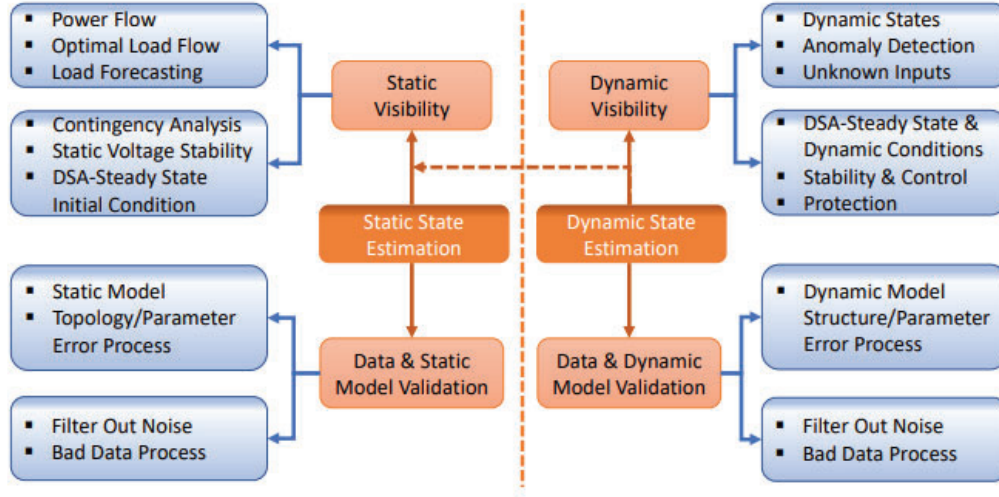 ▪ Power Flow
▪ Optimal Load Flow
▪ Load Forecasting
▪ Contingency Analysis
▪ Static Voltage Stability
▪ DSA-Steady State
Initial Condition
Static
Visibility
Static State
Estimation
Data & Static
Model Validation
▪ Static Model
▪ Topology/Parameter
Error Process
▪ Filter Out Noise
▪ Bad Data Process
Dynamic
Visibility
Dynamic State
Estimation
Data & Dynamic
Model Validation
▪ Dynamic States
▪ Anomaly Detection
▪ Unknown Inputs
▪ DSA-Steady State &
Dynamic Conditions
▪ Stability & Control
▪ Protection
▪ Dynamic Model
Structure/Parameter
Error Process
▪ Filter Out Noise
▪ Bad Data Process